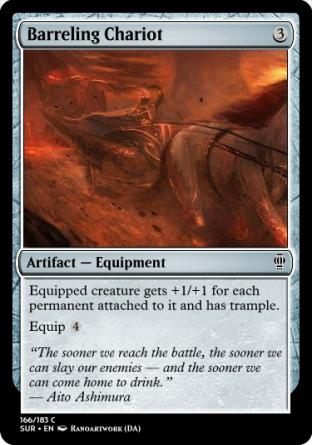 Barreling Chariot 3
Artifact — Equipment
Equipped creature gets +1/+1 for each
permanent attached to it and has trample.
Equip 4
"The sooner we reach the battle, the sooner we
can slay our enemies — and the sooner we
can come home to drink."
— Aito Ashimura
166/183 C
SUR • EN RANOARTWORK (DA)